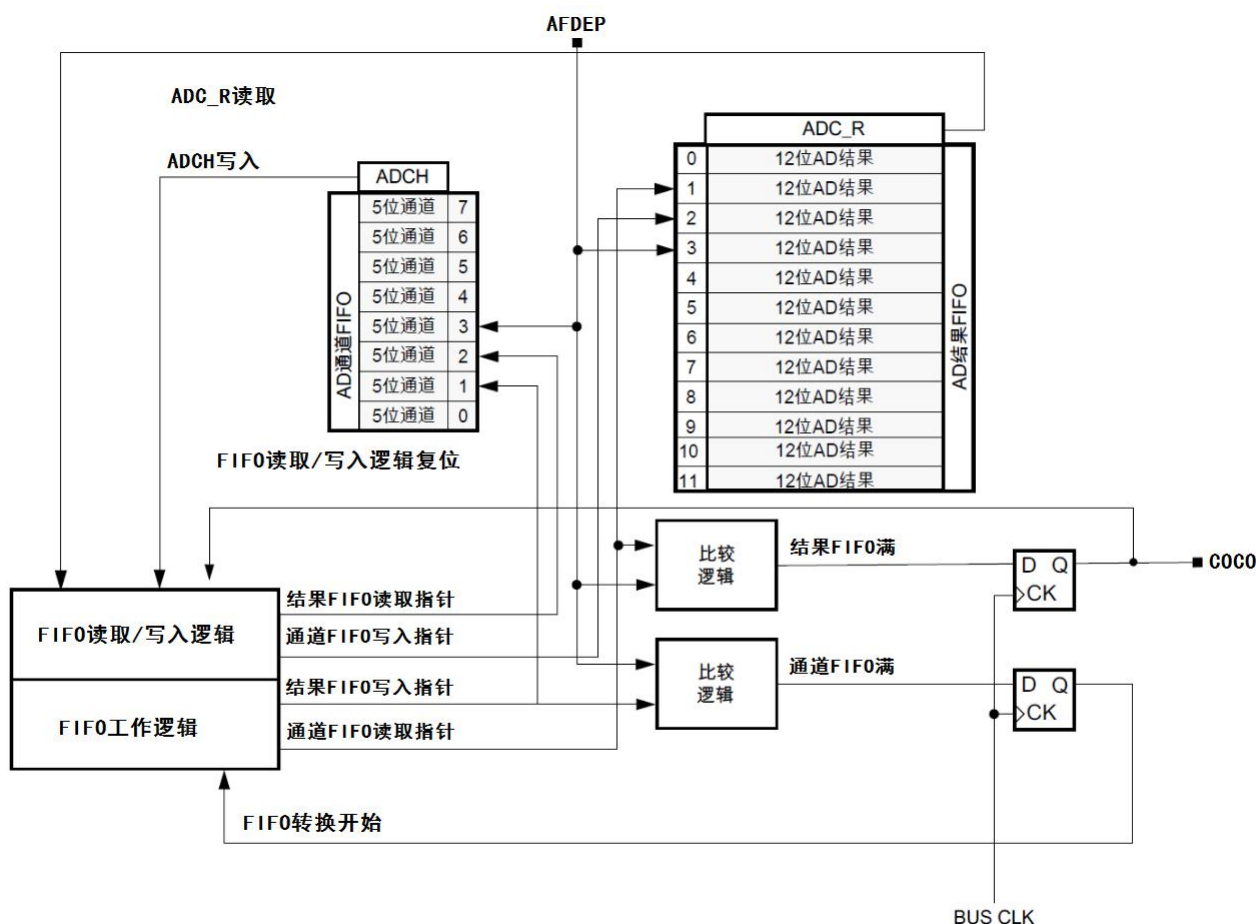 AFDEP
ADC_R读取
ADCH写入
ADCH
5位通道 7
5位通道 6
5位通道 5
5位通道 4
5位通道 3
5位通道 2
5位通道 1
5位通道 0
AD通道FIFO
ADC_R
0 12位AD结果
1 12位AD结果
2 12位AD结果
3 12位AD结果
4 12位AD结果
5 12位AD结果
6 12位AD结果
7 12位AD结果
8 12位AD结果
9 12位AD结果
10 12位AD结果
11 12位AD结果
AD结果FIFO
FIFO读取/写入逻辑复位
FIFO读取/写入逻辑
FIFO工作逻辑
结果FIFO读取指针
通道FIFO写入指针
结果FIFO写入指针
通道FIFO读取指针
比较
逻辑
结果FIFO满
D Q
CK
COCO
比较
逻辑
通道FIFO满
D Q
CK
FIFO转换开始
BUS CLK